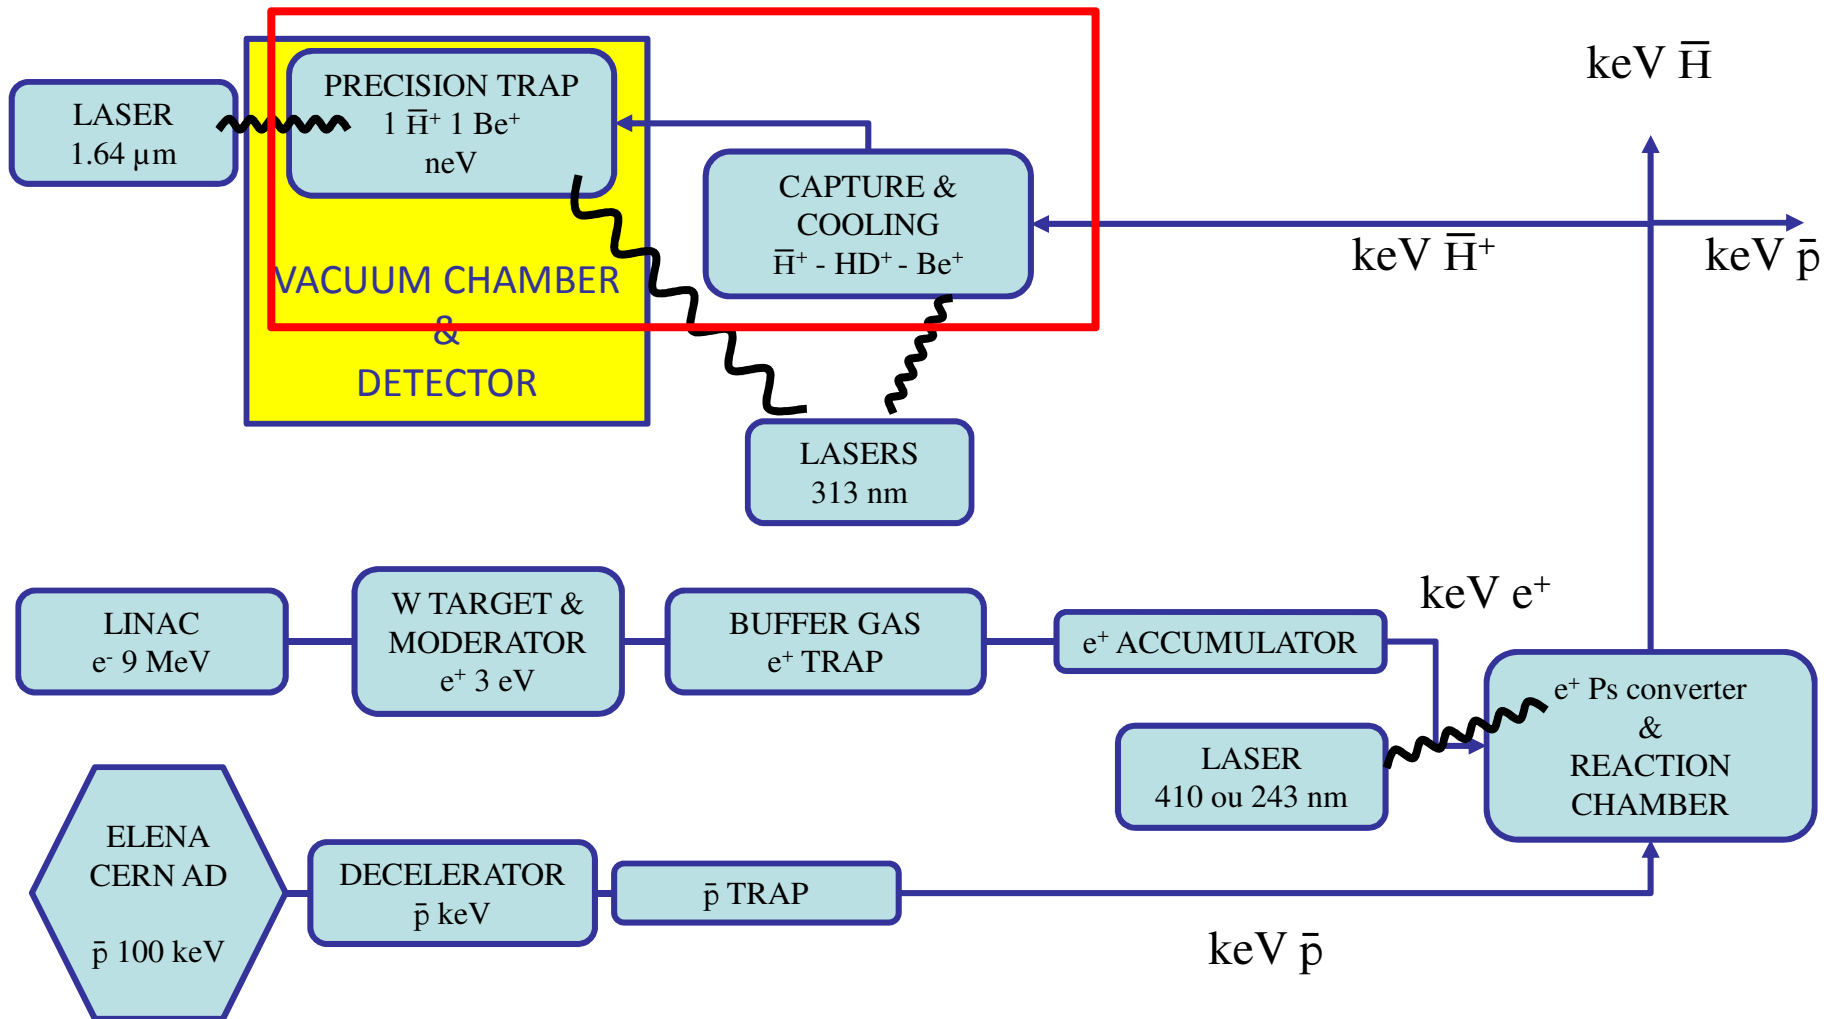 keV H̅
LASER
1.64 µm
PRECISION TRAP
1 H̅⁺ 1 Be⁺
neV
CAPTURE &
COOLING
H̅⁺ - HD⁺ - Be⁺
keV H̅⁺
keV p̄
VACUUM CHAMBER
&
DETECTOR
LASERS
313 nm
LINAC
e⁻ 9 MeV
W TARGET &
MODERATOR
e⁺ 3 eV
BUFFER GAS
e⁺ TRAP
e⁺ ACCUMULATOR
keV e⁺
LASER
410 ou 243 nm
e⁺ Ps converter
&
REACTION
CHAMBER
ELENA
CERN AD
p̄ 100 keV
DECELERATOR
p̄ keV
p̄ TRAP
keV p̄